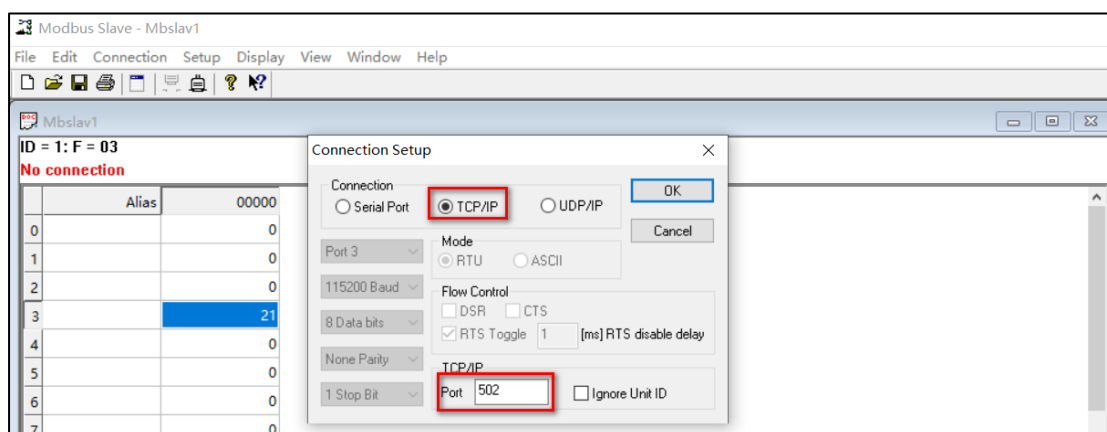 Modbus Slave - Mbslav1
File Edit Connection Setup Display View Window Help
Mbslav1
ID = 1: F = 03
No connection
Alias 00000
0 0
1 0
2 0
3 21
4 0
5 0
6 0
7 0
Connection Setup
Connection
Serial Port TCP/IP UDP/IP
OK
Cancel
Port 3
115200 Baud
8 Data bits
None Parity
1 Stop Bit
Mode
RTU ASCII
Flow Control
DSR CTS
RTS Toggle 1 [ms] RTS disable delay
TCP/IP
Port 502 Ignore Unit ID